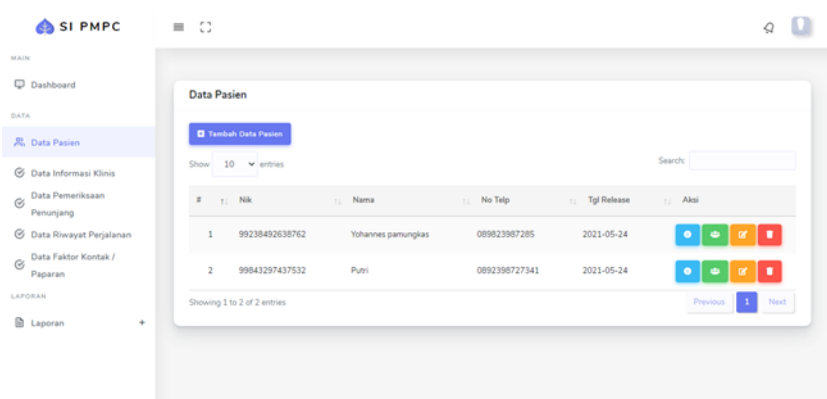 SI PMPC
MAIN
Dashboard
DATA
Data Pasien
Data Informasi Klinis
Data Pemeriksaan
Penunjang
Data Riwayat Perjalanan
Data Faktor Kontak /
Paparan
LAPORAN
Laporan +
Data Pasien
Tambah Data Pasien
Show 10 entries
Search:
# Nik Nama No Telp Tgl Release Aksi
1 99238492638762 Yohannes pamungkas 089823987285 2021-05-24
2 99843297437532 Putri 0892398727341 2021-05-24
Showing 1 to 2 of 2 entries
Previous 1 Next